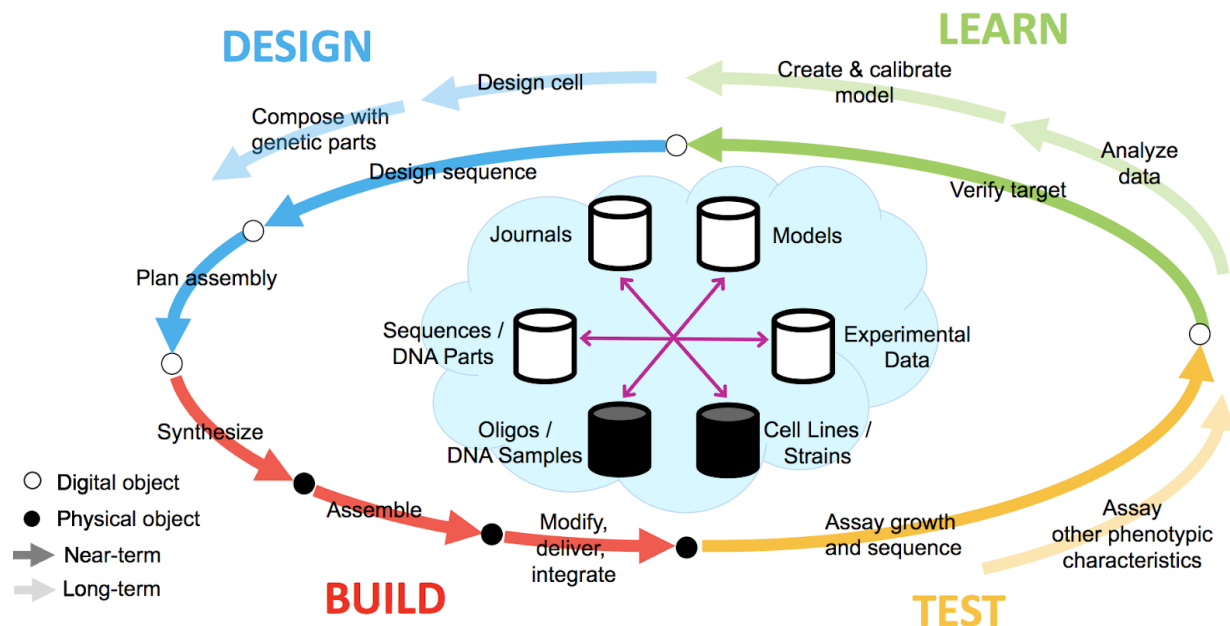 DESIGN
LEARN
Design cell
Create & calibrate
model
Compose with
genetic parts
Analyze
data
Design sequence
Verify target
Journals
Models
Plan assembly
Sequences /
DNA Parts
Experimental
Data
Synthesize
Oligos /
DNA Samples
Cell Lines /
Strains
Digital object
Physical object
Near-term
Long-term
Assemble
Modify,
deliver,
integrate
Assay growth
and sequence
Assay
other phenotypic
characteristics
BUILD
TEST